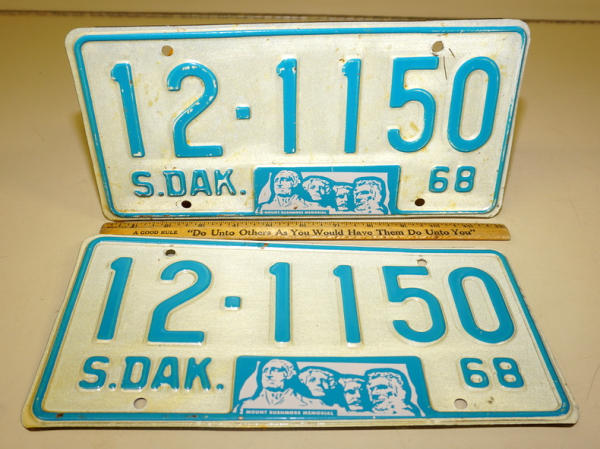 12·1150
S.DAK. 68
MOUNT RUSHMORE MEMORIAL
A GOOD RULE "Do Unto Others As You Would Have Them Do Unto You"
12·1150
S.DAK. 68
MOUNT RUSHMORE MEMORIAL